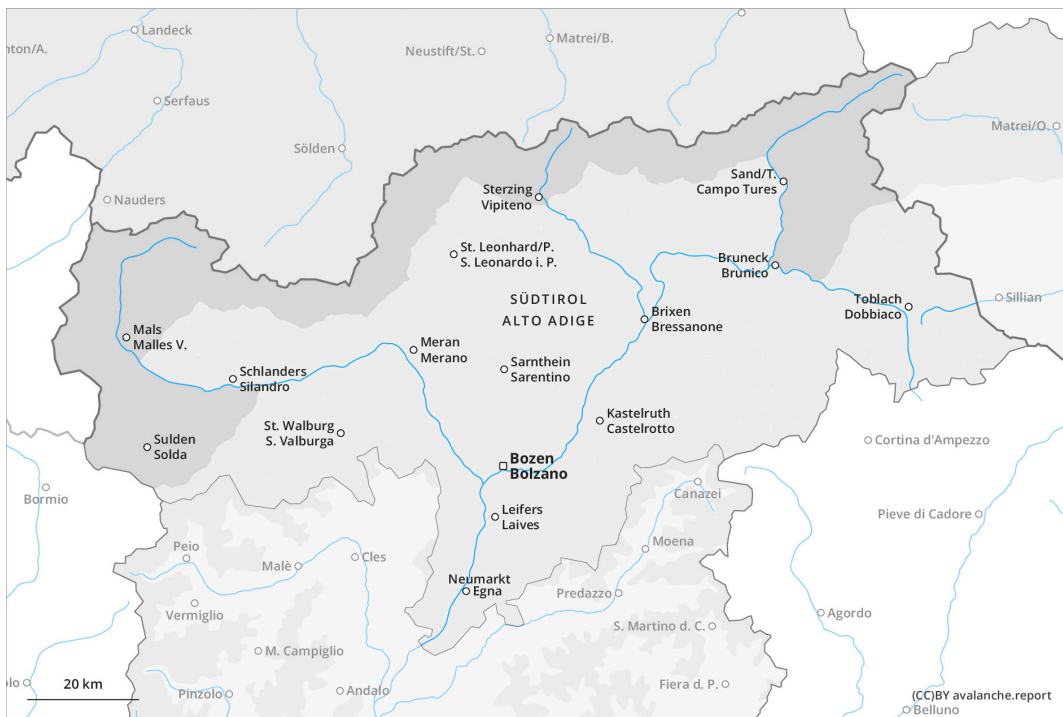 Landeck
nton/A.
Neustift/St.
Matrei/B.
Serfaus
Matrei/O.
Sölden
Sand/T.
Campo Tures
Sterzing
Vipiteno
Nauders
St. Leonhard/P.
S. Leonardo i. P.
Bruneck
Brunico
SÜDTIROL
ALTO ADIGE
Toblach
Dobbiaco
Sillian
Brixen
Bressanone
Mals
Malles V.
Meran
Merano
Sarnthein
Sarentino
Schlanders
Silandro
Kastelruth
Castelrotto
St. Walburg
S. Valburga
Sulden
Solda
Cortina d'Ampezzo
Bozen
Bolzano
Bormio
Canazei
Leifers
Laives
Pieve di Cadore
Peio
Moena
Cles
Malè
Neumarkt
Egna
Predazzo
Vermiglio
Agordo
S. Martino d. C.
M. Campiglio
20 km
olo
Pinzolo
Andalo
Fiera d. P.
(CC)BY avalanche.report
Belluno